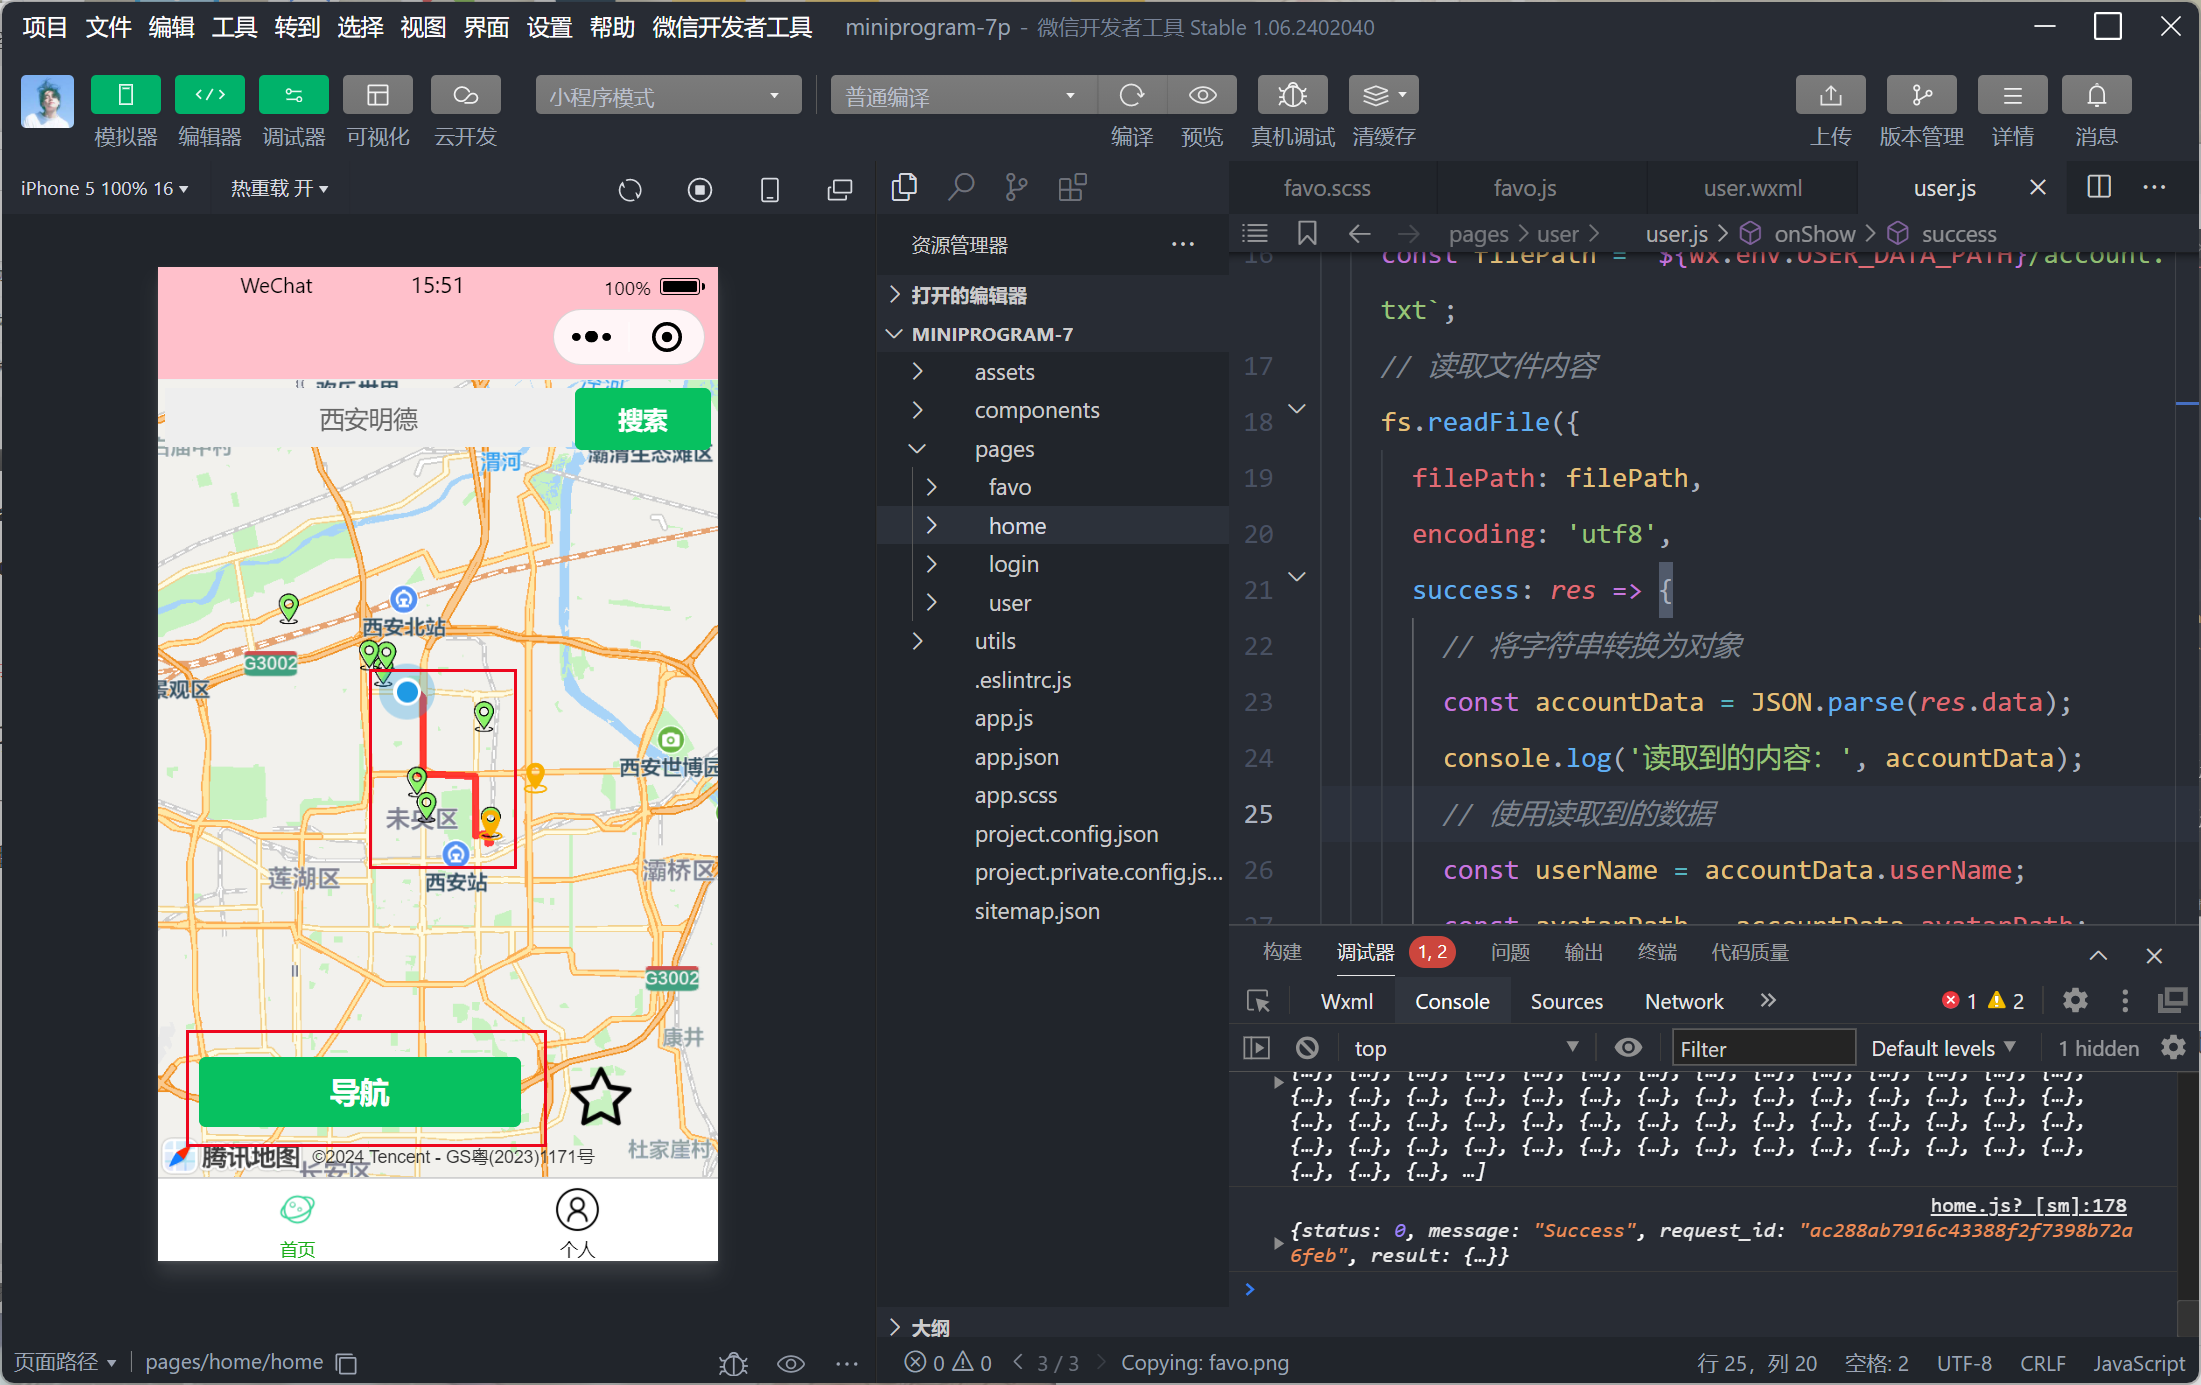 项目 文件 编辑 工具 转到 选择 视图 界面 设置 帮助 微信开发者工具 miniprogram-7p - 微信开发者工具 Stable 1.06.2402040
模拟器 编辑器 调试器 可视化 云开发
小程序模式
普通编译
编译 预览 真机调试 清缓存
上传 版本管理 详情 消息
iPhone 5 100% 16 热重载 开
WeChat 15:51 100%
西安明德
搜索
渭河
灞渭生态滩区
西安北站
G3002
景观区
西安世博园
未央区
西安站
莲湖区
灞桥区
G3002
康井
导航
杜家崖村
腾讯地图 ©2024 Tencent - GS粤(2023)1171号
长安区
首页 个人
页面路径 pages/home/home
资源管理器
打开的编辑器
MINIPROGRAM-7
assets
components
pages
favo
home
login
user
utils
.eslintrc.js
app.js
app.json
app.scss
project.config.json
project.private.config.js...
sitemap.json
大纲
favo.scss favo.js user.wxml user.js
pages > user > user.js > onShow > success
16 const filePath = `${wx.env.USER_DATA_PATH}/account.
txt`;
17 // 读取文件内容
18 fs.readFile({
19 filePath: filePath,
20 encoding: 'utf8',
21 success: res => {
22 // 将字符串转换为对象
23 const accountData = JSON.parse(res.data);
24 console.log('读取到的内容: ', accountData);
25 // 使用读取到的数据
26 const userName = accountData.userName;
27 const avatarPath = accountData.avatarPath;
构建 调试器 1, 2 问题 输出 终端 代码质量
Wxml Console Sources Network 1 2
top Filter Default levels 1 hidden
{…}, {…}, {…}, {…}, {…}, {…}, {…}, {…}, {…}, {…}, {…}, {…}, {…}, {…},
{…}, {…}, {…}, {…}, {…}, {…}, {…}, {…}, {…}, {…}, {…}, {…}, {…}, {…},
{…}, {…}, {…}, {…}, {…}, {…}, {…}, {…}, {…}, {…}, {…}, {…}, {…}, {…},
{…}, {…}, {…}, {…}, {…}, {…}, {…}, {…}, {…}, {…}, {…}, {…}, {…}, {…},
{…}, {…}, {…}, …]
home.js? [sm]:178
{status: 0, message: "Success", request_id: "ac288ab7916c43388f2f7398b72a
6feb", result: {…}}
0 0 3 / 3 Copying: favo.png 行 25，列 20 空格: 2 UTF-8 CRLF JavaScript